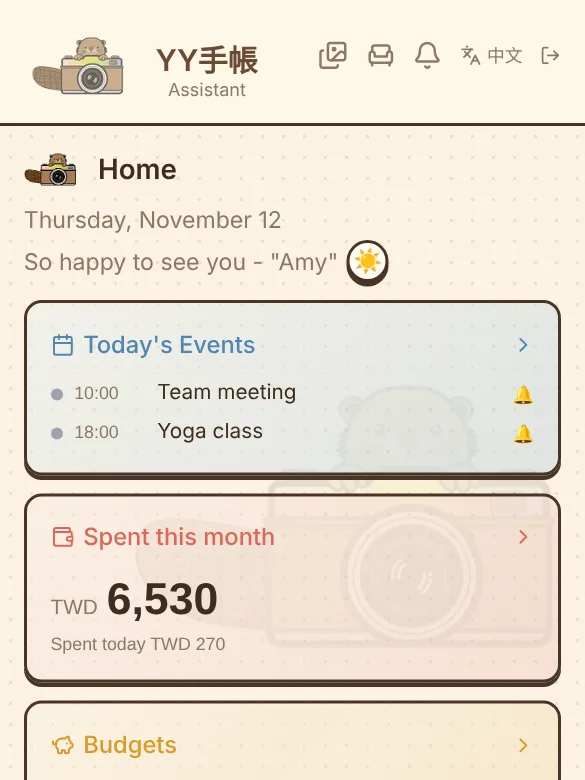 YY手帳
Assistant
中文
Home
Thursday, November 12
So happy to see you - "Amy"
Today's Events
10:00 Team meeting
18:00 Yoga class
Spent this month
TWD 6,530
Spent today TWD 270
Budgets